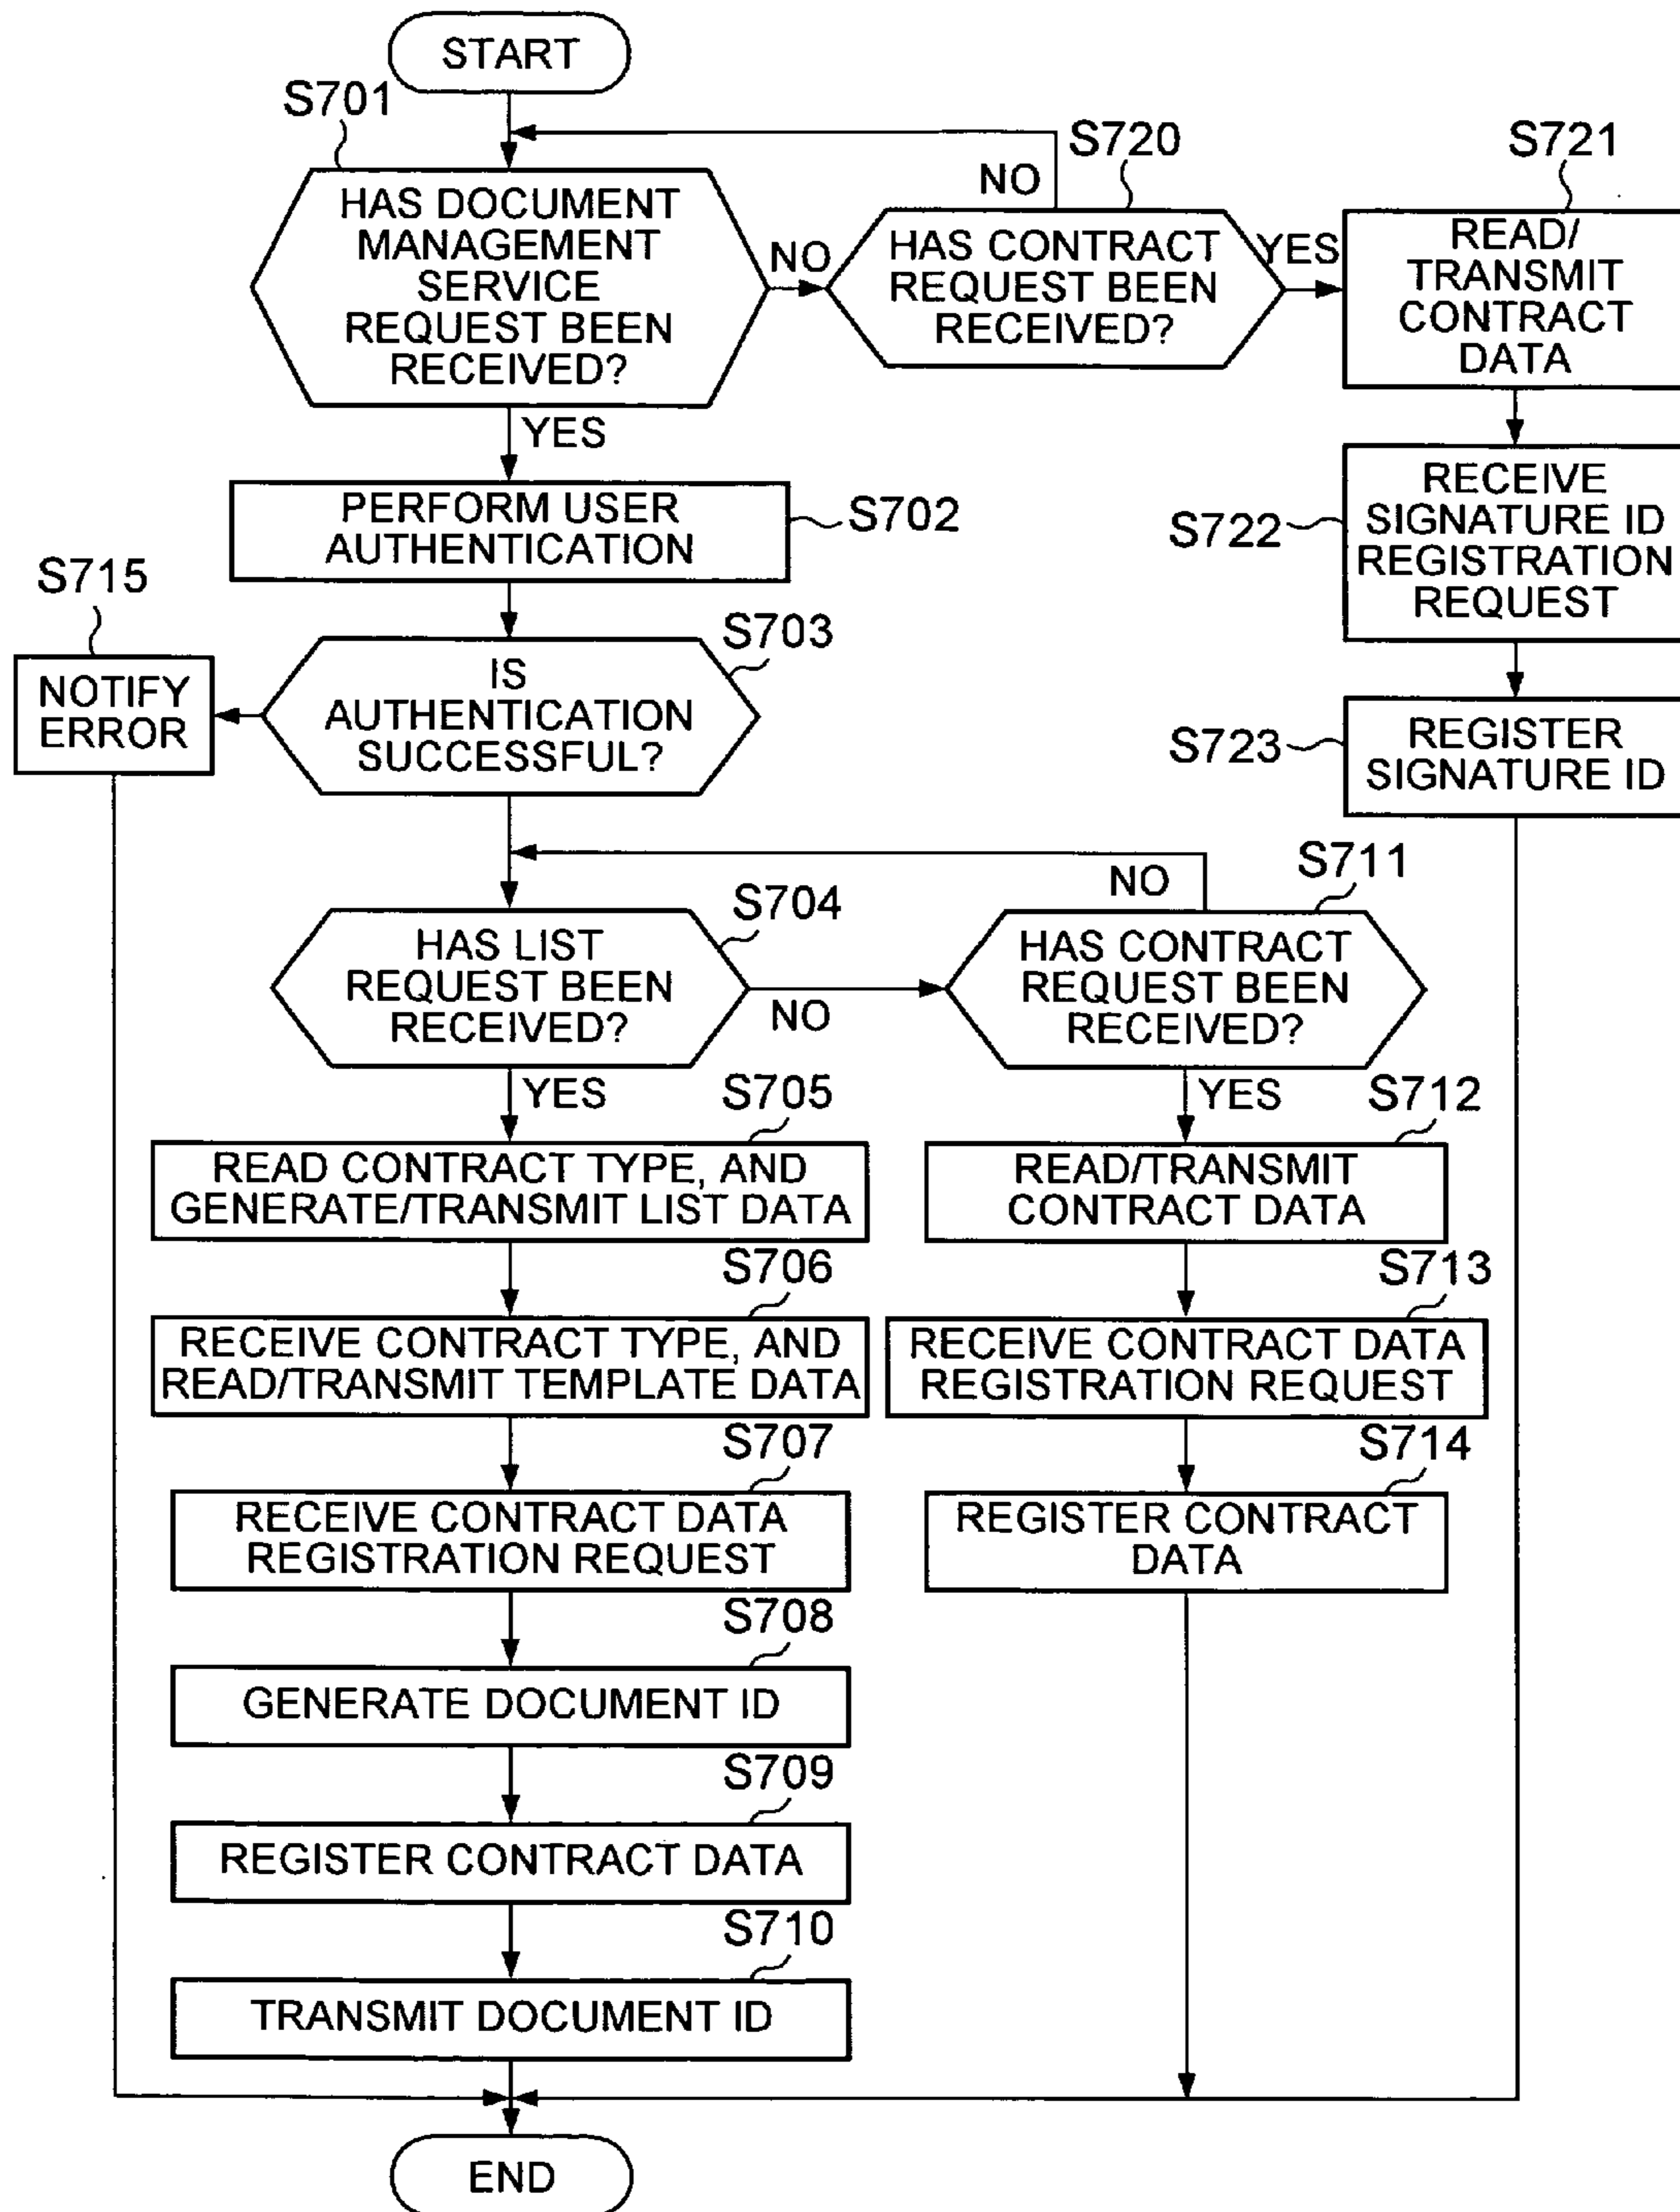 START
S701
S720
S721
NO
HAS DOCUMENT
MANAGEMENT
SERVICE
REQUEST BEEN
RECEIVED?
NO
HAS CONTRACT
REQUEST BEEN
RECEIVED?
YES
READ/
TRANSMIT
CONTRACT
DATA
YES
PERFORM USER
AUTHENTICATION
S702
S722
RECEIVE
SIGNATURE ID
REGISTRATION
REQUEST
S715
NOTIFY
ERROR
S703
IS
AUTHENTICATION
SUCCESSFUL?
S723
REGISTER
SIGNATURE ID
NO
S711
S704
HAS LIST
REQUEST BEEN
RECEIVED?
NO
HAS CONTRACT
REQUEST BEEN
RECEIVED?
YES
S705
YES
S712
READ CONTRACT TYPE, AND
GENERATE/TRANSMIT LIST DATA
READ/TRANSMIT
CONTRACT DATA
S706
S713
RECEIVE CONTRACT TYPE, AND
READ/TRANSMIT TEMPLATE DATA
RECEIVE CONTRACT DATA
REGISTRATION REQUEST
S707
S714
RECEIVE CONTRACT DATA
REGISTRATION REQUEST
REGISTER CONTRACT
DATA
S708
GENERATE DOCUMENT ID
S709
REGISTER CONTRACT DATA
S710
TRANSMIT DOCUMENT ID
END